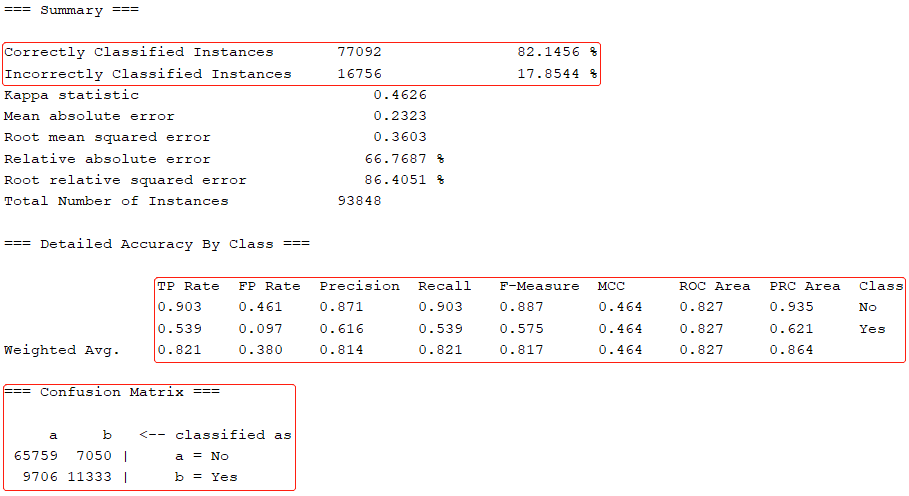 === Summary ===
Correctly Classified Instances 77092 82.1456 %
Incorrectly Classified Instances 16756 17.8544 %
Kappa statistic 0.4626
Mean absolute error 0.2323
Root mean squared error 0.3603
Relative absolute error 66.7687 %
Root relative squared error 86.4051 %
Total Number of Instances 93848
=== Detailed Accuracy By Class ===
TP Rate FP Rate Precision Recall F-Measure MCC ROC Area PRC Area Class
0.903 0.461 0.871 0.903 0.887 0.464 0.827 0.935 No
0.539 0.097 0.616 0.539 0.575 0.464 0.827 0.621 Yes
Weighted Avg. 0.821 0.380 0.814 0.821 0.817 0.464 0.827 0.864
=== Confusion Matrix ===
a b <-- classified as
65759 7050 | a = No
9706 11333 | b = Yes